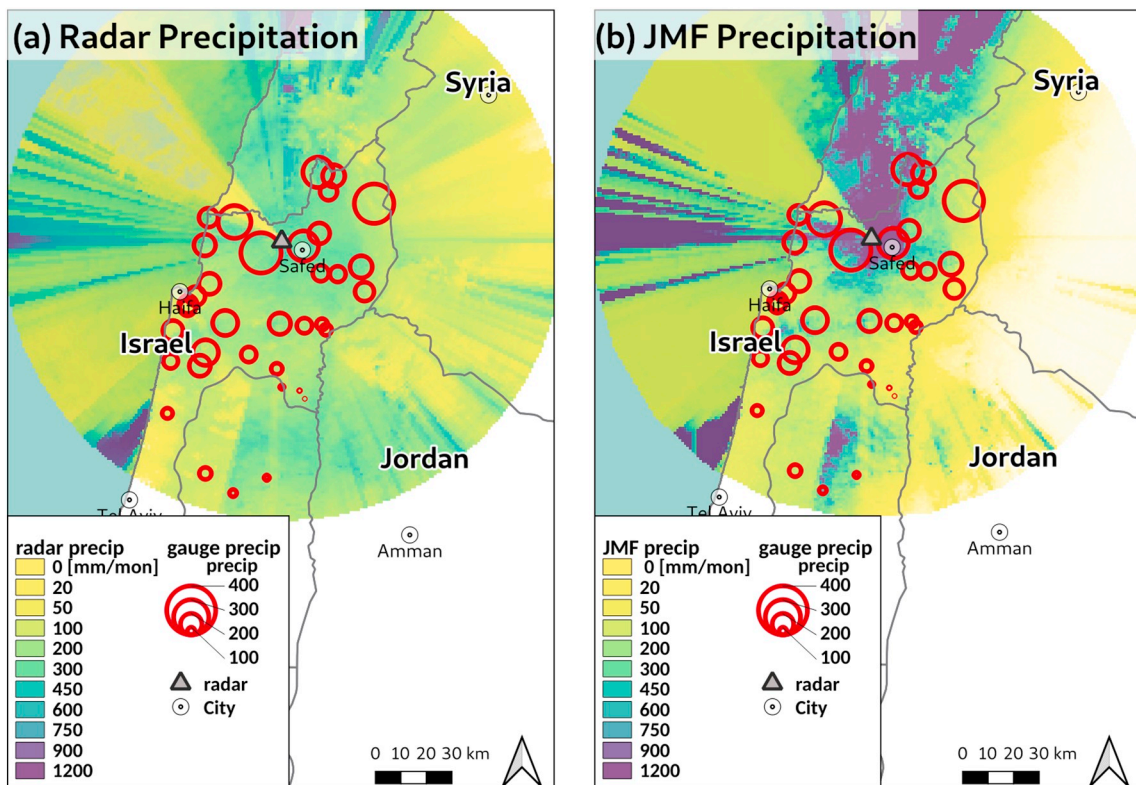 (a) Radar Precipitation
Syria
Safed
Haifa
Israel
Jordan
Tel Aviv
Amman
radar precip
0 [mm/mon]
20
50
100
200
300
450
600
750
900
1200
gauge precip
precip
400
300
200
100
radar
City
0 10 20 30 km
(b) JMF Precipitation
Syria
Safed
Haifa
Israel
Jordan
Tel Aviv
Amman
JMF precip
0 [mm/mon]
20
50
100
200
300
450
600
750
900
1200
gauge precip
precip
400
300
200
100
radar
City
0 10 20 30 km